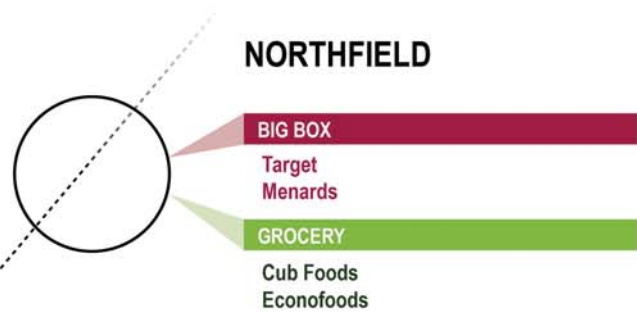 NORTHFIELD
BIG BOX
Target
Menards
GROCERY
Cub Foods
Econofoods